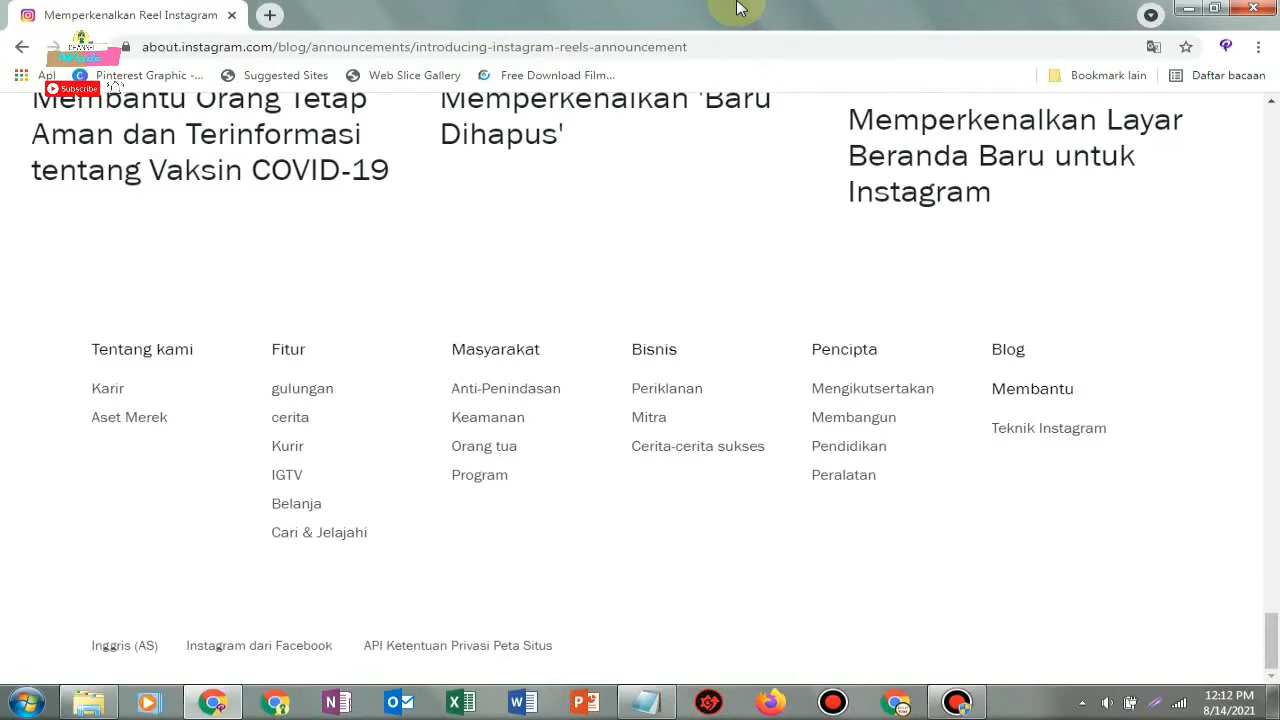 Memperkenalkan Reel Instagram
about.instagram.com/blog/announcements/introducing-instagram-reels-announcement
Apl
Pinterest Graphic -...
Suggested Sites
Web Slice Gallery
Free Download Film...
Bookmark lain
Daftar bacaan
Subscribe
Membantu Orang Tetap
Aman dan Terinformasi
tentang Vaksin COVID-19
Memperkenalkan 'Baru
Dihapus'
Memperkenalkan Layar
Beranda Baru untuk
Instagram
Tentang kami
Karir
Aset Merek
Fitur
gulungan
cerita
Kurir
IGTV
Belanja
Cari & Jelajahi
Masyarakat
Anti-Penindasan
Keamanan
Orang tua
Program
Bisnis
Periklanan
Mitra
Cerita-cerita sukses
Pencipta
Mengikutsertakan
Membangun
Pendidikan
Peralatan
Blog
Membantu
Teknik Instagram
Inggris (AS)
Instagram dari Facebook
API Ketentuan Privasi Peta Situs
12:12 PM
8/14/2021